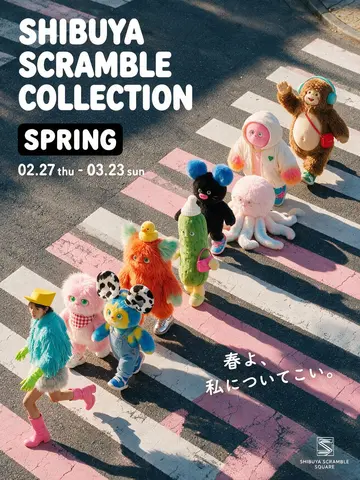 SHIBUYA
SCRAMBLE
COLLECTION
SPRING
02.27 thu - 03.23 sun
春よ、
私についてこい。
SHIBUYA SCRAMBLE
SQUARE